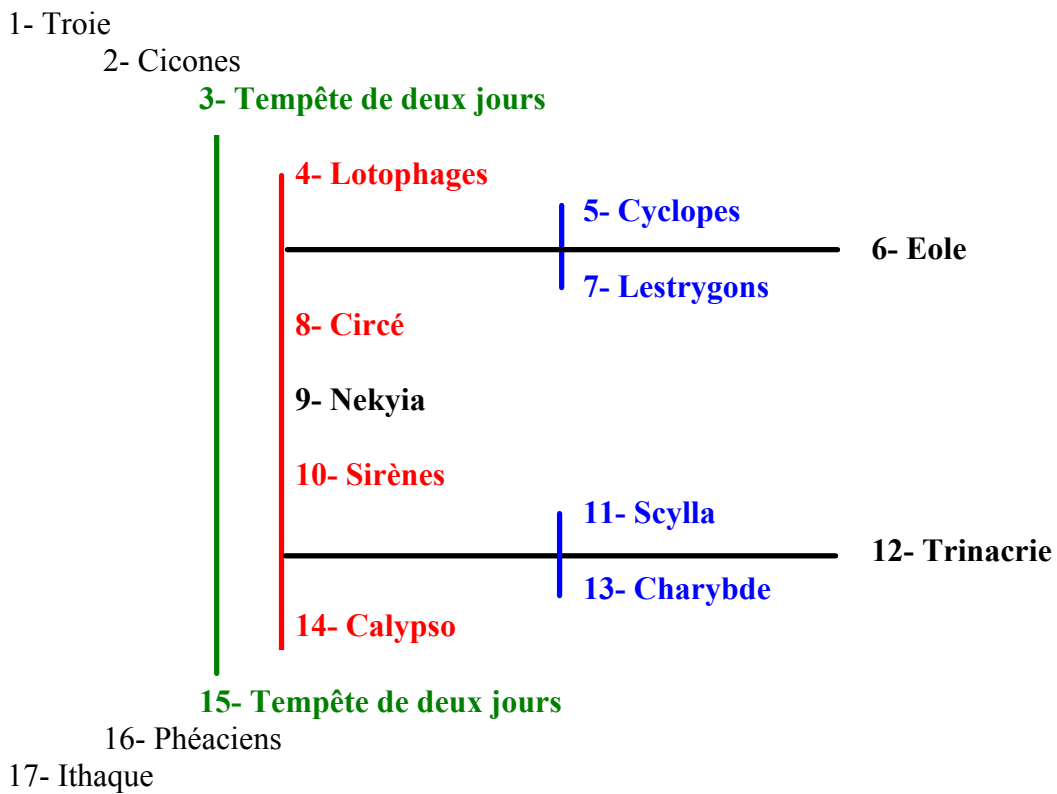 1- Troie
2- Cicones
3- Tempête de deux jours
4- Lotophages
5- Cyclopes
6- Eole
7- Lestrygons
8- Circé
9- Nekyia
10- Sirènes
11- Scylla
12- Trinacrie
13- Charybde
14- Calypso
15- Tempête de deux jours
16- Phéaciens
17- Ithaque